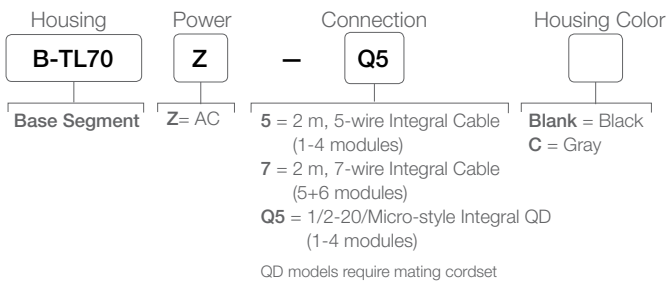 Housing Power Connection Housing Color
B-TL70 Z – Q5
Base Segment Z= AC 5 = 2 m, 5-wire Integral Cable Blank = Black
(1-4 modules) C = Gray
7 = 2 m, 7-wire Integral Cable
(5+6 modules)
Q5 = 1/2-20/Micro-style Integral QD
(1-4 modules)
QD models require mating cordset